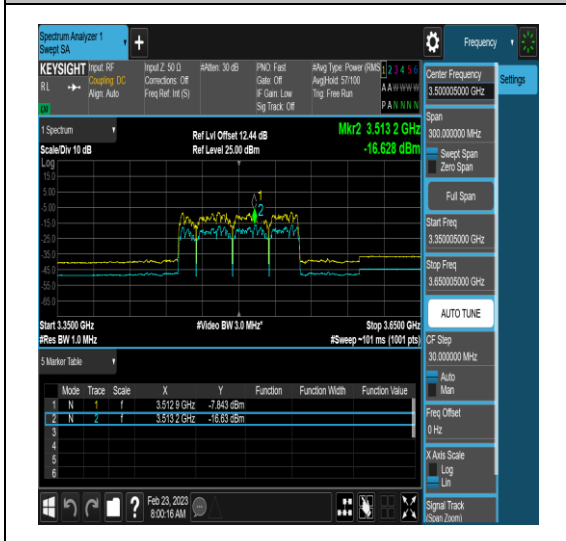 Spectrum Analyzer 1
Swept SA
+
Frequency
KEYSIGHT
Input: RF
Coupling: DC
Align: Auto
Input Z: 50 Ω
Corrections: Off
Freq Ref: Int (S)
#Atten: 30 dB
PNO: Fast
Gate: Off
IF Gain: Low
Sig Track: Off
#Avg Type: Power (RMS)
Avg|Hold: 57/100
Trig: Free Run
1 2 3 4 5 6
A A W W W W
P A N N N N
R L
1 Spectrum
Scale/Div 10 dB
Ref Lvl Offset 12.44 dB
Ref Level 25.00 dBm
Mkr2 3.513 2 GHz
-16.628 dBm
Log
15.0
5.00
-5.00
-15.0
-25.0
-35.0
-45.0
-55.0
-65.0
1
2
Start 3.3500 GHz
#Res BW 1.0 MHz
#Video BW 3.0 MHz*
Stop 3.6500 GHz
#Sweep ~101 ms (1001 pts)
5 Marker Table
Mode Trace Scale X Y Function Function Width Function Value
1 N 1 f 3.512 9 GHz -7.843 dBm
2 N 2 f 3.513 2 GHz -16.63 dBm
3
4
5
6
Feb 23, 2023
8:00:16 AM
?
Center Frequency
3.500005000 GHz
Settings
Span
300.000000 MHz
Swept Span
Zero Span
Full Span
Start Freq
3.350005000 GHz
Stop Freq
3.650005000 GHz
AUTO TUNE
CF Step
30.000000 MHz
Auto
Man
Freq Offset
0 Hz
X Axis Scale
Log
Lin
Signal Track
(Span Zoom)